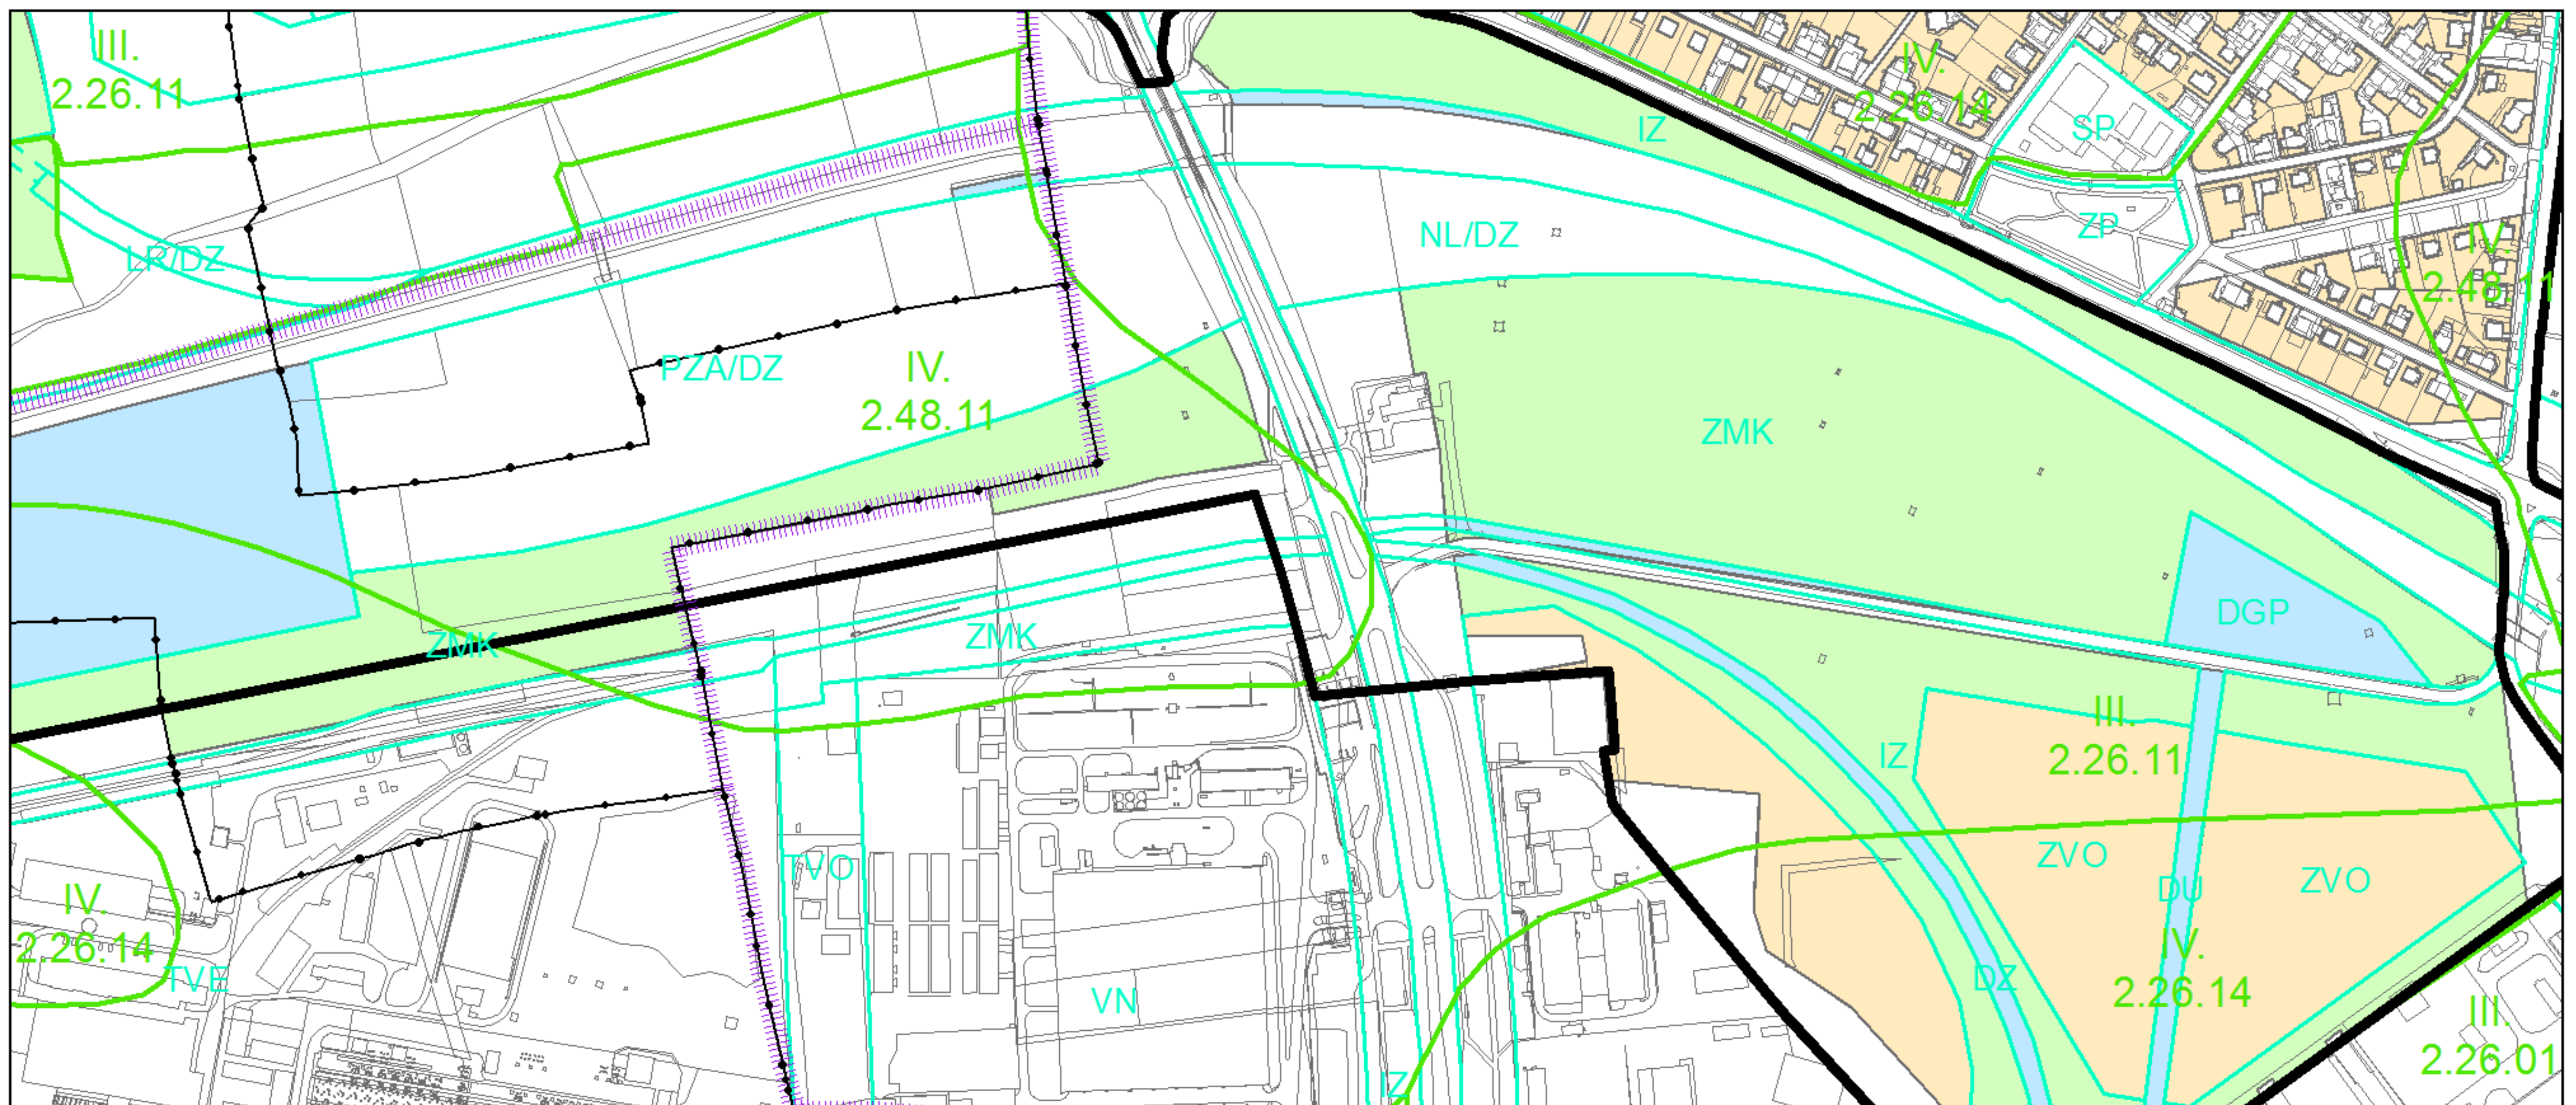 III.
2.26.11
IV.
2.26.14
SP
IZ
ZP
NL/DZ
LR/DZ
IV.
2.48.11
PZA/DZ
IV.
2.48.11
ZMK
DGP
ZMK
ZMK
III.
2.26.11
IZ
ZVO
TVO
ZVO
DU
IV.
2.26.14
IV.
2.26.14
TVE
DZ
VN
III.
2.26.01
IZ